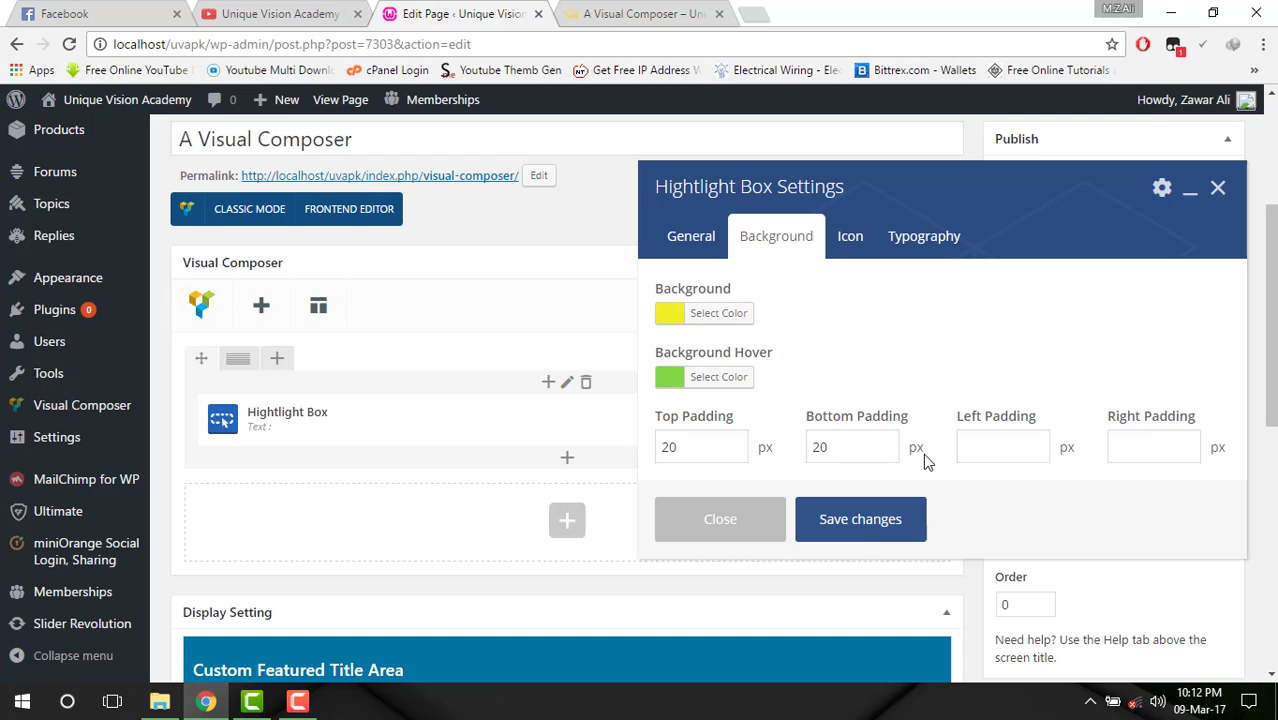 Facebook
Unique Vision Academy
Edit Page ‹ Unique Vision
A Visual Composer – Un
M.Z.Ali
localhost/uvapk/wp-admin/post.php?post=7303&action=edit
1
Apps
Free Online YouTube
Youtube Multi Down
cPanel Login
Youtube Themb Gen
Get Free IP Address
Electrical Wiring - Elec
Bittrex.com - Wallets
Free Online Tutorials
»
Unique Vision Academy
0
New
View Page
Memberships
Howdy, Zawar Ali
Products
Forums
Topics
Replies
Appearance
Plugins 0
Users
Tools
Visual Composer
Settings
MailChimp for WP
Ultimate
miniOrange Social
Login, Sharing
Memberships
Slider Revolution
Collapse menu
A Visual Composer
Permalink: http://localhost/uvapk/index.php/visual-composer/ Edit
CLASSIC MODE
FRONTEND EDITOR
Visual Composer
Hightlight Box
Text :
Display Setting
Custom Featured Title Area
Publish
Hightlight Box Settings
General
Background
Icon
Typography
Background
Select Color
Background Hover
Select Color
Top Padding
Bottom Padding
Left Padding
Right Padding
20 px
20 px
px
px
Close
Save changes
Order
0
Need help? Use the Help tab above the
screen title.
10:12 PM
09-Mar-17